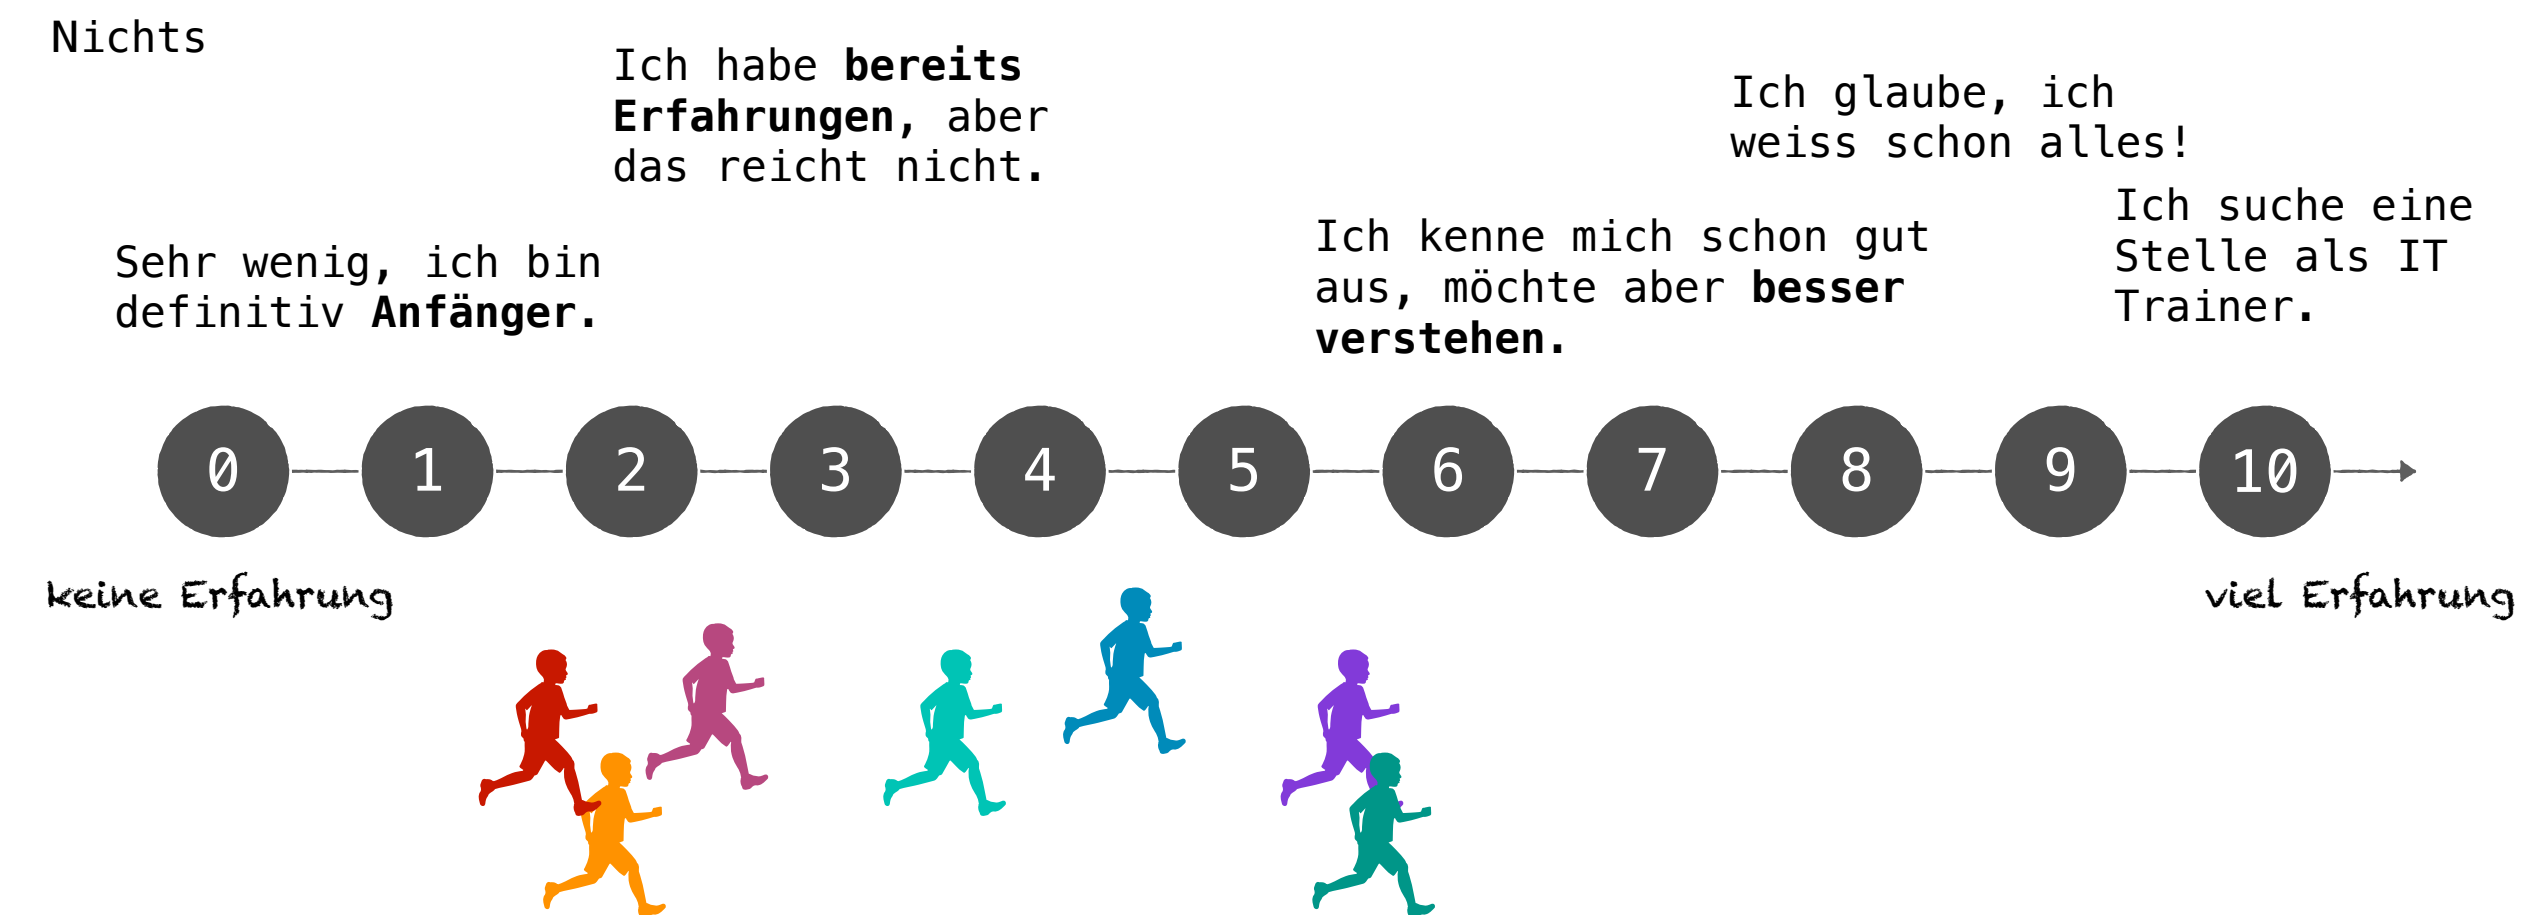 Nichts
Sehr wenig, ich bin
definitiv Anfänger.
Ich habe bereits
Erfahrungen, aber
das reicht nicht.
Ich kenne mich schon gut
aus, möchte aber besser
verstehen.
Ich glaube, ich
weiss schon alles!
Ich suche eine
Stelle als IT
Trainer.
0 1 2 3 4 5 6 7 8 9 10
keine Erfahrung
viel Erfahrung